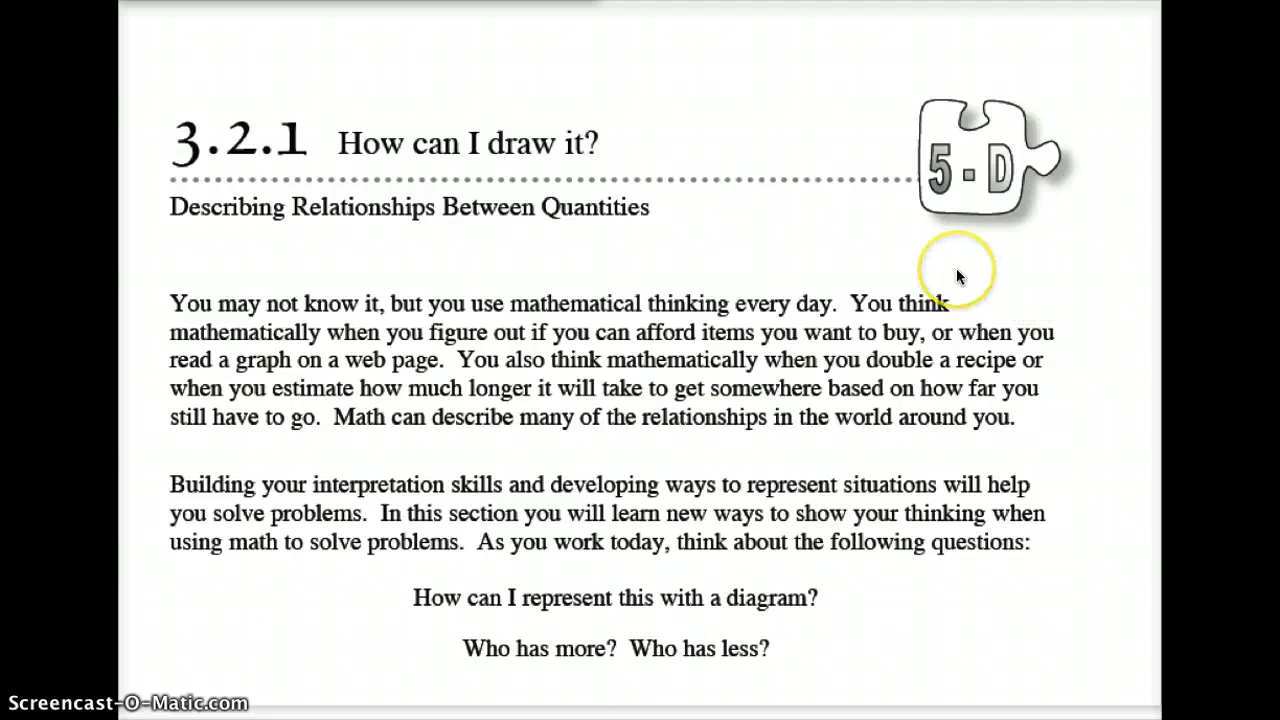 3.2.1 How can I draw it?
5-D
Describing Relationships Between Quantities
You may not know it, but you use mathematical thinking every day. You think
mathematically when you figure out if you can afford items you want to buy, or when you
read a graph on a web page. You also think mathematically when you double a recipe or
when you estimate how much longer it will take to get somewhere based on how far you
still have to go. Math can describe many of the relationships in the world around you.
Building your interpretation skills and developing ways to represent situations will help
you solve problems. In this section you will learn new ways to show your thinking when
using math to solve problems. As you work today, think about the following questions:
How can I represent this with a diagram?
Who has more? Who has less?
Screencast-O-Matic.com